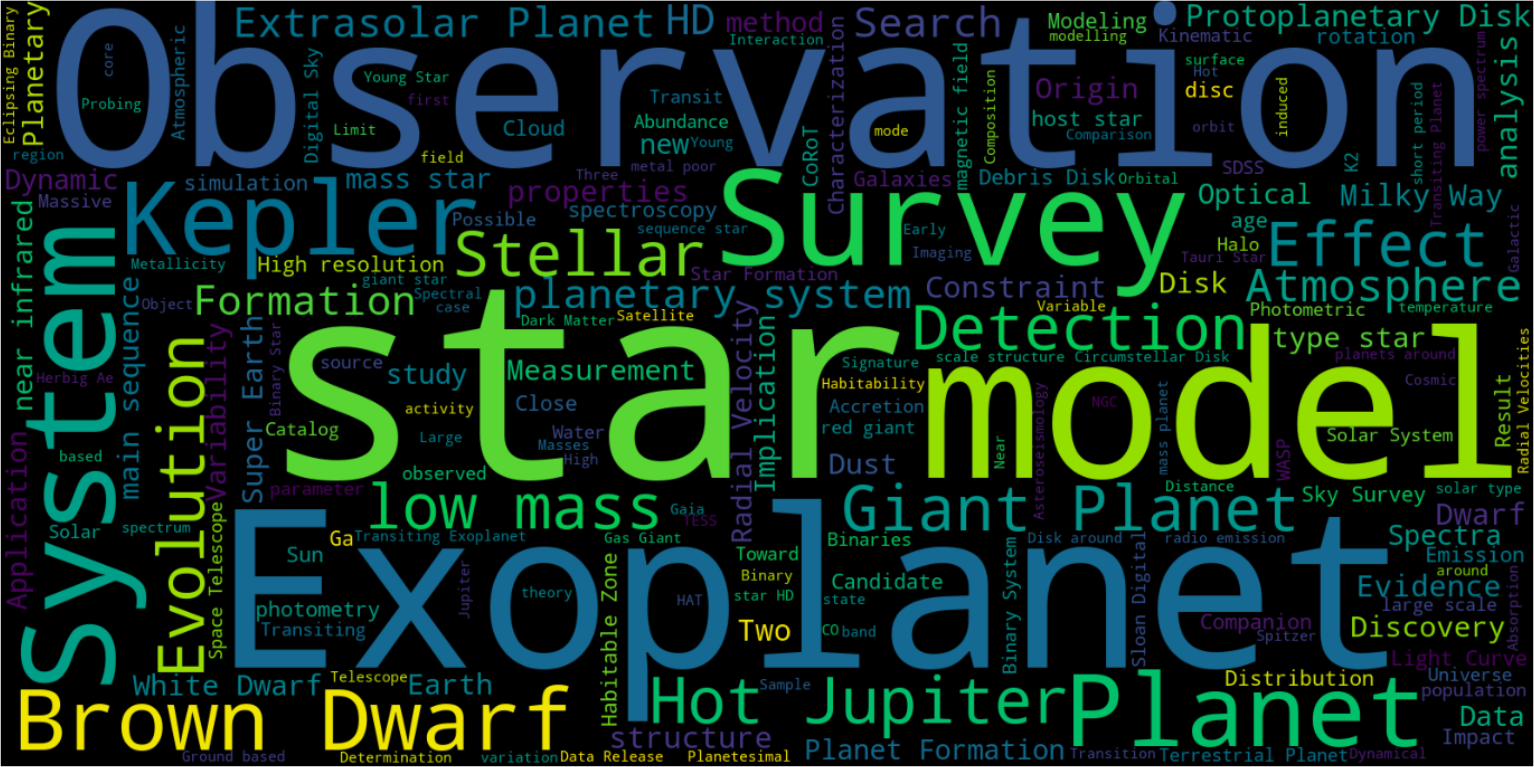 Observation
star
Exoplanet
model
System
Survey
Kepler
Brown Dwarf
Planet
Hot Jupiter
Giant Planet
Stellar
Detection
low mass
Evolution
Effect
Atmosphere
Formation
planetary system
Extrasolar Planet
HD
method
Interaction
Search
Modeling
modelling
Kinematic
Protoplanetary Disk
rotation
Eclipsing Binary
Planetary
core
Probing
Atmospheric
Digital Sky
Young Star
first
Limit
field
Cloud
Transit
Abundance
new
Young
metal poor
Three
Characterization
CoRoT
mode
magnetic field
Composition
Origin
host star
Comparison
surface
Hot
disc
orbit
induced
SDSS
K2
short period
Transiting Planet
power spectrum
analysis
region
Dynamic
Massive
simulation
mass star
properties
Possible
spectroscopy
sequence star
Galaxies
Debris Disk
Orbital
Early
Imaging
Optical
Milky Way
age
Halo
Tauri Star
Galactic
near infrared
Metallicity
High resolution
giant star
Star Formation
Constraint
Disk
Variable
Photometric
temperature
Object
Spectral
case
Dark Matter
Satellite
main sequence
Variability
Super Earth
Binary Star
source
study
Measurement
Radial Velocity
Implication
Signature
Habitability
scale structure
Circumstellar Disk
type star
planets around
Cosmic
Radial Velocities
Result
Herbig Ae
Application
based
Catalog
activity
Large
observed
Close
Water
Masses
High
Accretion
red giant
Dust
Near
Asteroseismology
NGC
mass planet
WASP
Solar System
Distance
Sky Survey
solar type
Dwarf
Solar
spectrum
Space Telescope
parameter
Gaia
TESS
Sun
Ga
Transiting Exoplanet
Gas Giant
Toward
Binaries
Disk around
radio emission
Spectra
Emission
around
Evidence
large scale
Absorption
photometry
Transiting
Jupiter
theory
Habitable Zone
HAT
Binary
star HD
Two
Candidate
state
CO
band
Binary System
Sloan Digital
Companion
Spitzer
Discovery
Light Curve
White Dwarf
Telescope
Earth
Sample
structure
Distribution
Universe
population
Data
Impact
Ground based
Determination
variation
Data Release
Planetesimal
Planet Formation
Transition
Terrestrial Planet
Dynamical